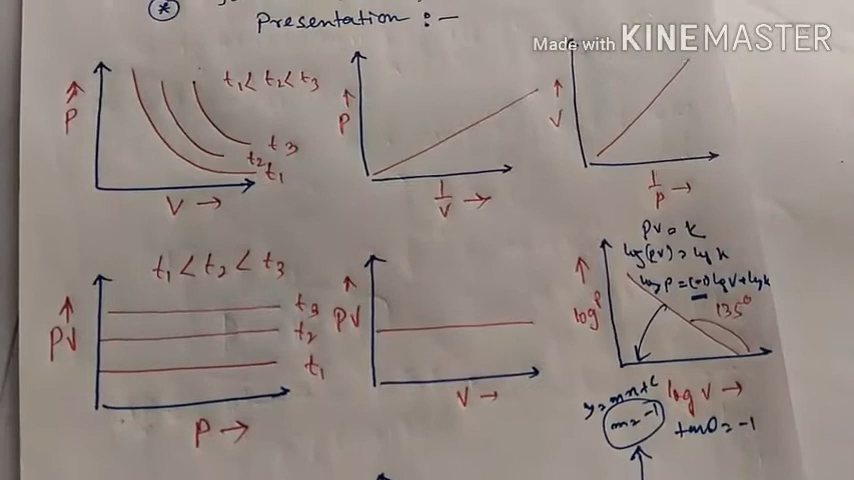 Presentation :-
Made with KINEMASTER
P
t₁ < t₂ < t₃
t₃
t₂
t₁
V →
P
1/V →
V
1/P →
t₁ < t₂ < t₃
PV
t₃
t₂
t₁
P →
PV
V →
PV = K
log(PV) = log K
log P = (-1) log V + log K
135°
log P
log V →
y = mx + c
m = -1
tanθ = -1